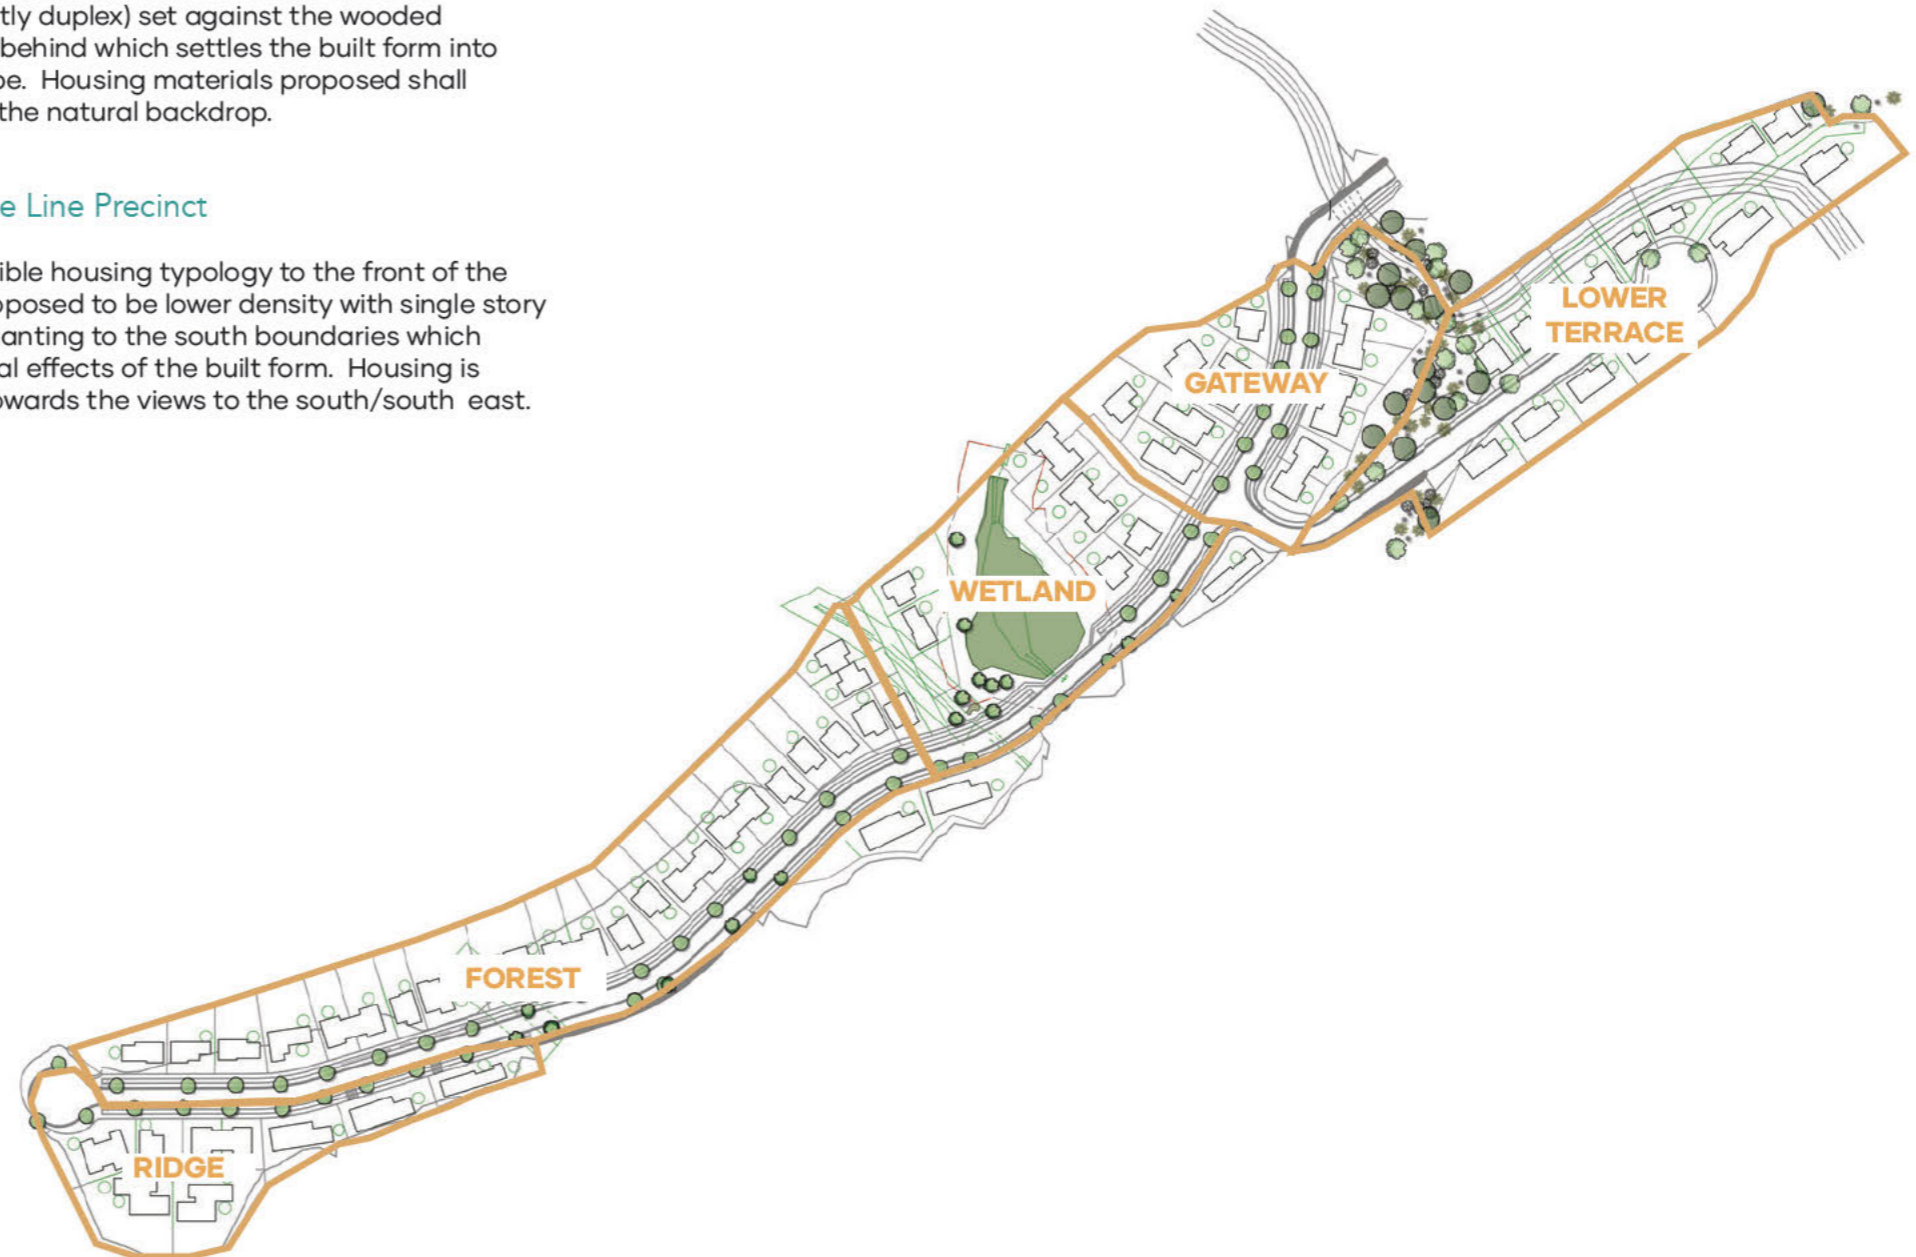 tly duplex) set against the wooded
behind which settles the built form into
pe. Housing materials proposed shall
the natural backdrop.
e Line Precinct
ible housing typology to the front of the
posed to be lower density with single story
anting to the south boundaries which
al effects of the built form. Housing is
owards the views to the south/south east.
LOWER
TERRACE
GATEWAY
WETLAND
FOREST
RIDGE